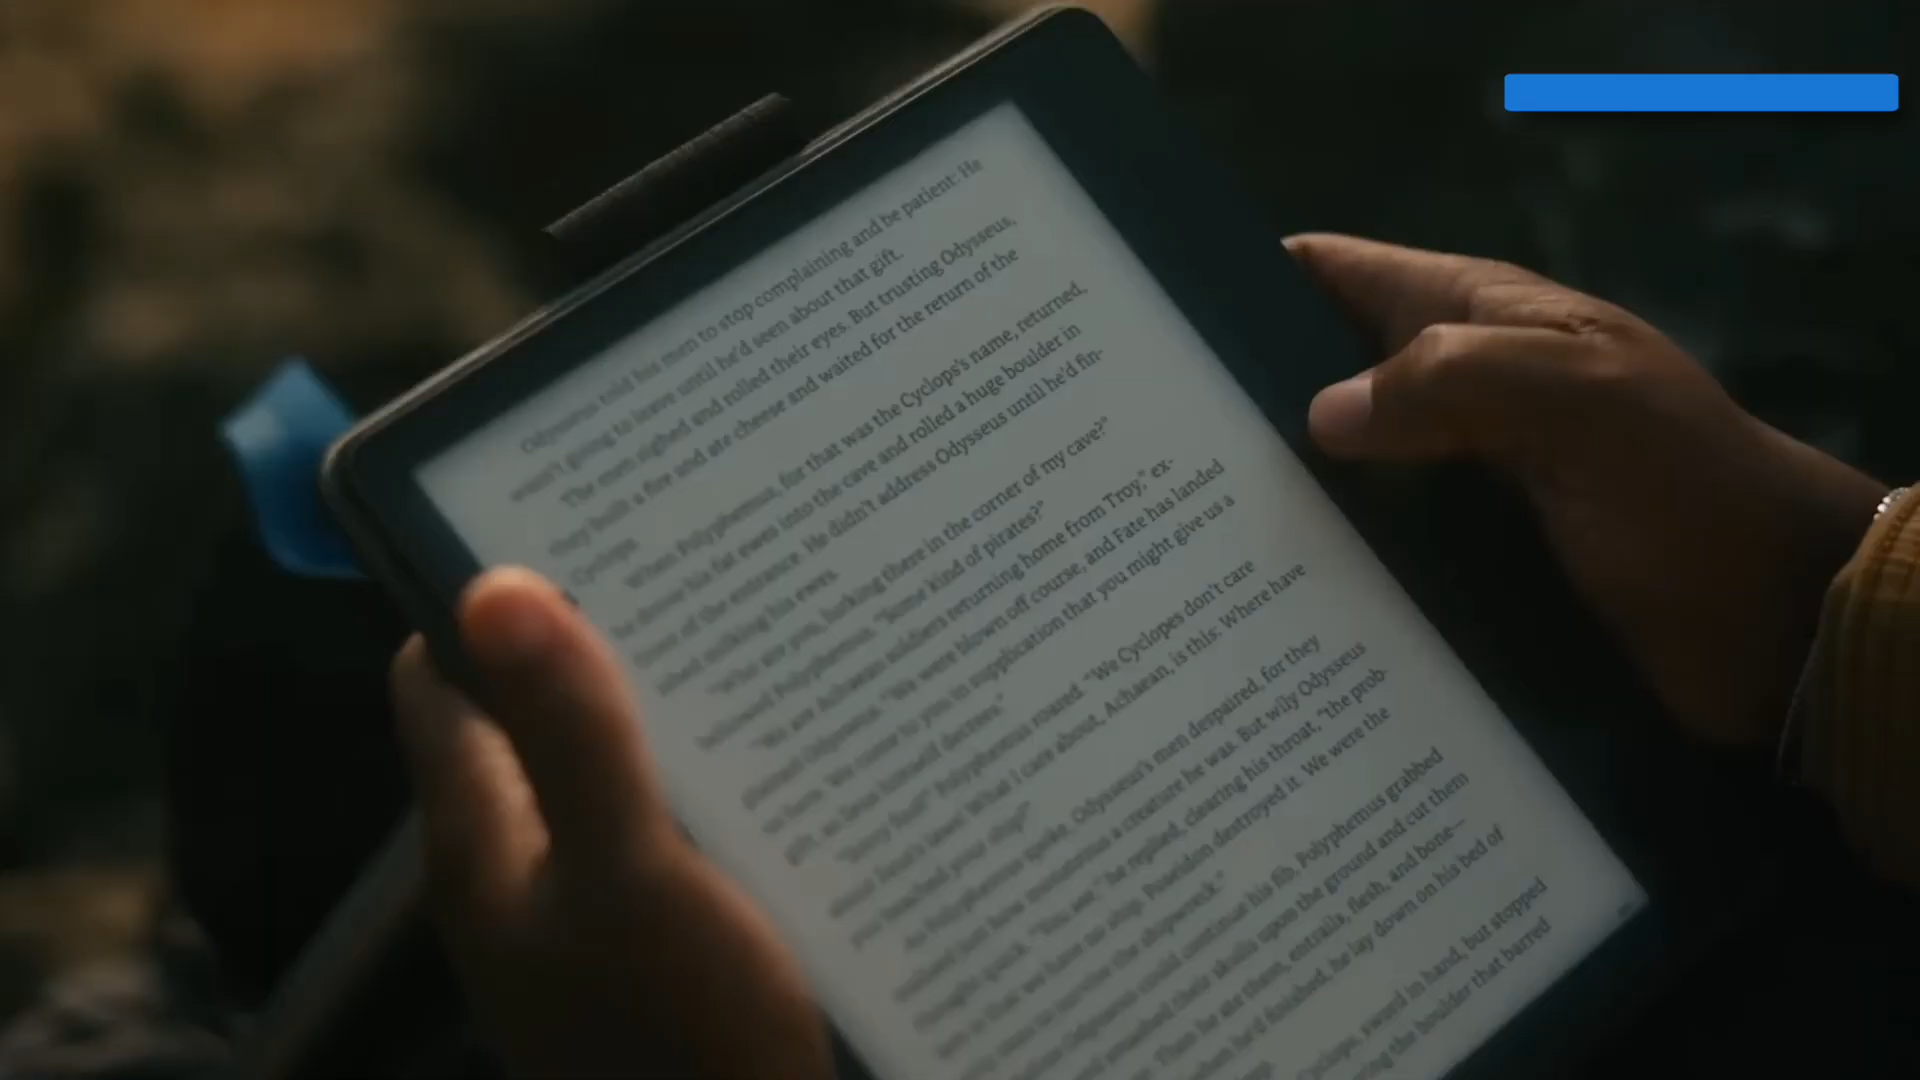 Odysseus told his men to stop complaining and be patient: He
wasn't going to leave until he'd seen about that gift.
The men sighed and rolled their eyes. But trusting Odysseus,
they built a fire and ate cheese and waited for the return of the
Cyclops.
When Polyphemus, for that was the Cyclops's name, returned,
he drove his fat ewes into the cave and rolled a huge boulder in
front of the entrance. He didn't address Odysseus until he'd fin-
ished milking his ewes.
"Who are you, lurking there in the corner of my cave?"
bellowed Polyphemus. "Some kind of pirates?"
"We are Achaean soldiers returning home from Troy," ex-
plained Odysseus. "We were blown off course, and Fate has landed
us here. We come to you in supplication that you might give us a
gift, as Zeus himself decrees."
"Sorry fool!" Polyphemus roared. "We Cyclopes don't care
about Zeus's laws! What I care about, Achaean, is this: Where have
you beached your ship?"
As Polyphemus spoke, Odysseus's men despaired, for they
realized just how monstrous a creature he was. But wily Odysseus
thought quick. "You see," he replied, clearing his throat, "the prob-
lem is that we have no ship. Poseidon destroyed it. We were the
only ones to survive the shipwreck."
Before Odysseus could continue his fib, Polyphemus grabbed
and smashed their skulls upon the ground and cut them
Then he ate them, entrails, flesh, and bone—
when he'd finished, he lay down on his bed of
Cyclops, sword in hand, but stopped
the boulder that barred